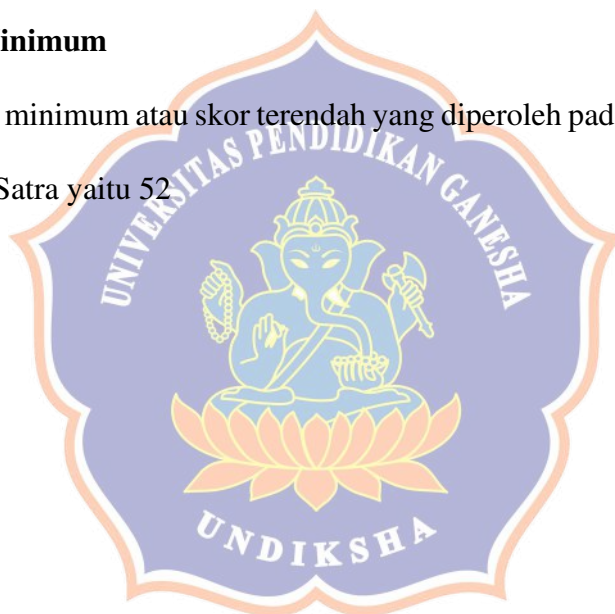 inimum
minimum atau skor terendah yang diperoleh pad
Satra yaitu 52
UNIVERSITAS PENDIDIKAN GANESHA
UNDIKSHA